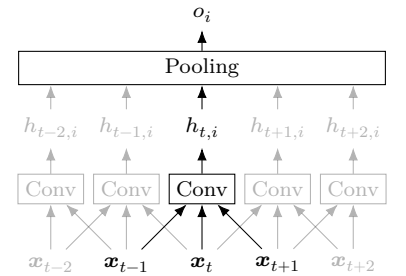 o_i
Pooling
h_{t−2,i} h_{t−1,i} h_{t,i} h_{t+1,i} h_{t+2,i}
Conv Conv Conv Conv Conv
x_{t−2} x_{t−1} x_t x_{t+1} x_{t+2}